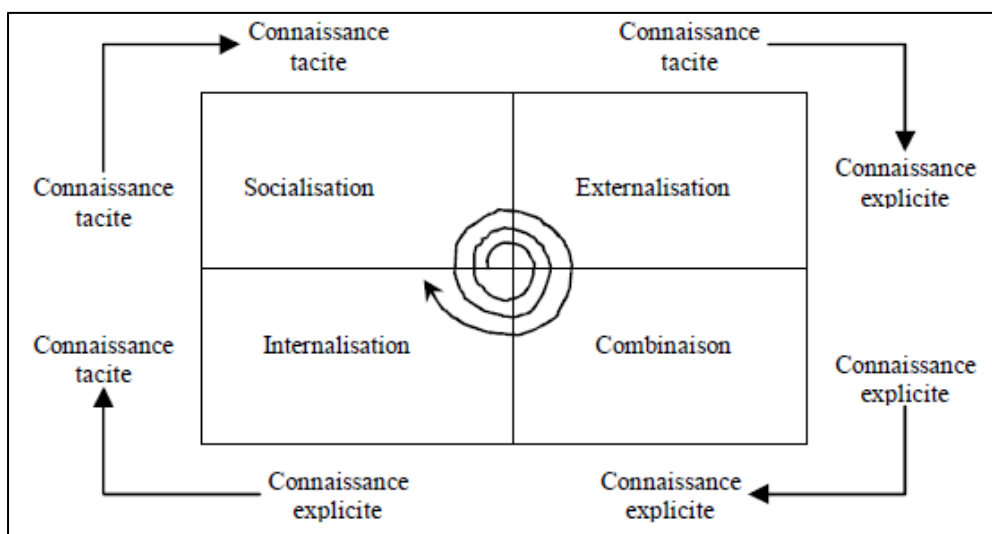 Connaissance
tacite
Connaissance
tacite
Connaissance
tacite
Socialisation
Externalisation
Connaissance
explicite
Connaissance
tacite
Internalisation
Combinaison
Connaissance
explicite
Connaissance
explicite
Connaissance
explicite